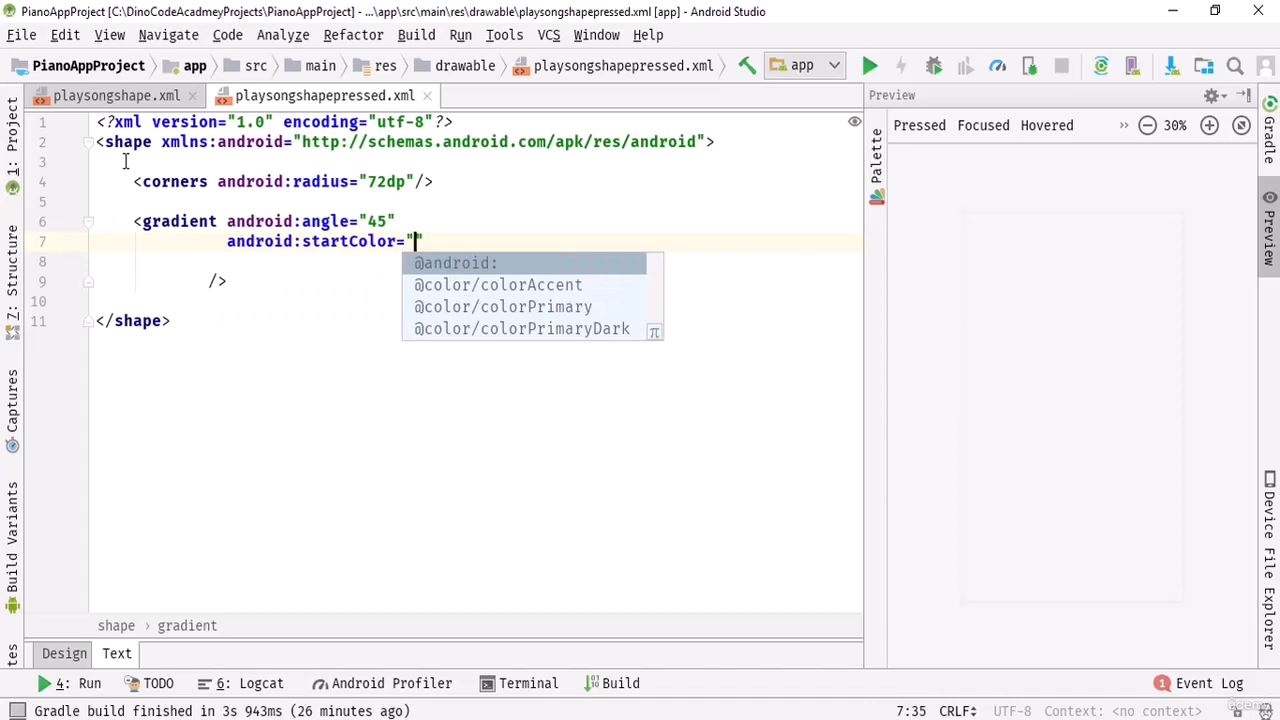 PianoAppProject [C:\DinoCodeAcadmeyProjects\PianoAppProject] - ...\app\src\main\res\drawable\playsongshapepressed.xml [app] - Android Studio
File Edit View Navigate Code Analyze Refactor Build Run Tools VCS Window Help
PianoAppProject app src main res drawable playsongshapepressed.xml app
playsongshape.xml playsongshapepressed.xml Preview
1 <?xml version="1.0" encoding="utf-8"?>
2 <shape xmlns:android="http://schemas.android.com/apk/res/android">
3
4 <corners android:radius="72dp"/>
5
6 <gradient android:angle="45"
7 android:startColor=""
8
9 />
10
11 </shape>
@android:
@color/colorAccent
@color/colorPrimary
@color/colorPrimaryDark
π
Pressed Focused Hovered 30%
Palette
1: Project
7: Structure
Captures
Build Variants
tes
Gradle
Preview
Device File Explorer
shape › gradient
Design Text
4: Run TODO 6: Logcat Android Profiler Terminal Build 1 Event Log
Gradle build finished in 3s 943ms (26 minutes ago) 7:35 CRLF UTF-8 Context: <no context>